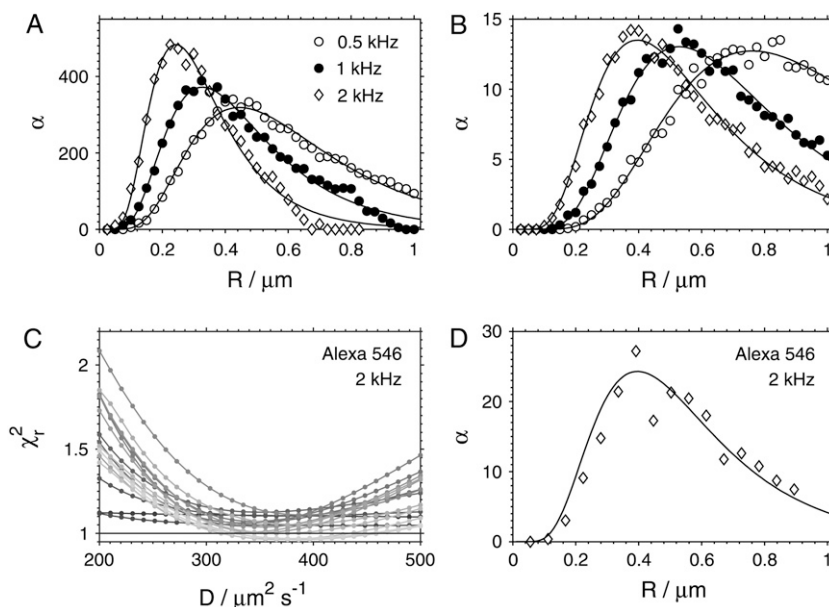 A
0.5 kHz
1 kHz
2 kHz
400
200
0
α
0 0.2 0.4 0.6 0.8 1
R / μm
B
15
10
5
0
α
0 0.2 0.4 0.6 0.8 1
R / μm
C
Alexa 546
2 kHz
2
1.5
1
χr²
200 300 400 500
D / μm² s⁻¹
D
Alexa 546
2 kHz
30
20
10
0
α
0 0.2 0.4 0.6 0.8 1
R / μm